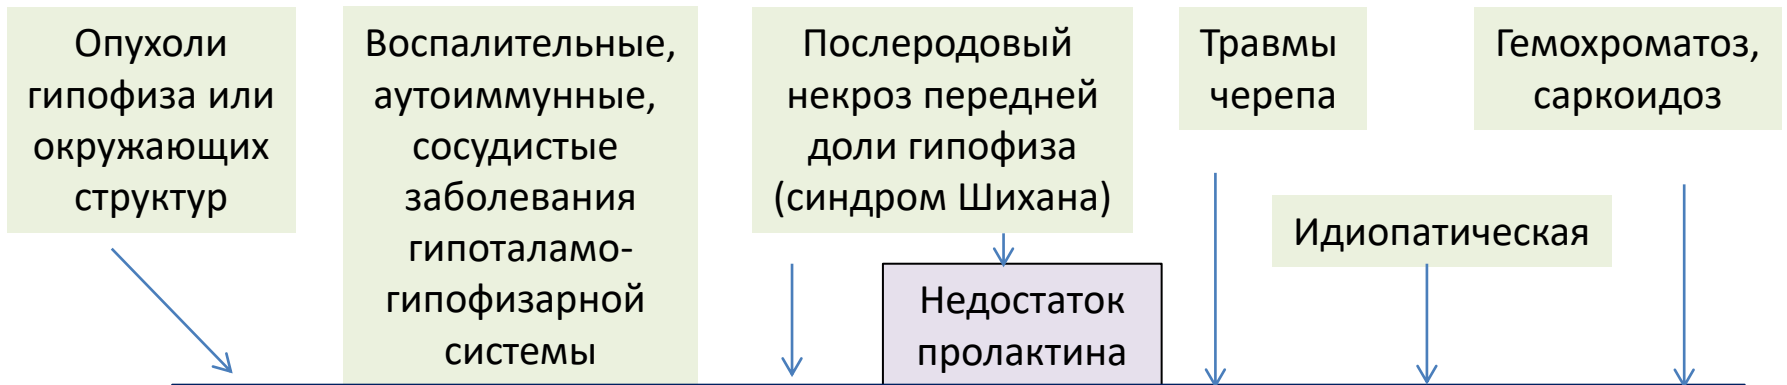 Опухоли
гипофиза или
окружающих
структур
Воспалительные,
аутоиммунные,
сосудистые
заболевания
гипоталамо-
гипофизарной
системы
Послеродовый
некроз передней
доли гипофиза
(синдром Шихана)
Недостаток
пролактина
Травмы
черепа
Идиопатическая
Гемохроматоз,
саркоидоз